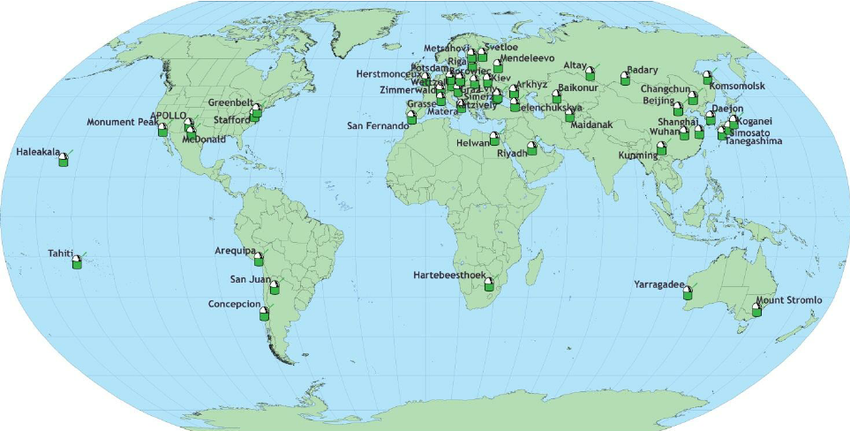 Metsahovi
Svetloe
Riga
Mendeleevo
Potsdam
Borowiec
Herstmonceux
Kiev
Altay
Badary
Komsomolsk
Wettzell
Zimmerwald
Graz
Lviv
Arkhyz
Baikonur
Changchun
Greenbelt
Grasse
Simeiz
Katzively
Zelenchukskya
Beijing
Daejon
Matera
APOLLO
Stafford
Monument Peak
San Fernando
Maidanak
Shanghai
Koganei
McDonald
Wuhan
Simosato
Tanegashima
Helwan
Riyadh
Kunming
Haleakala
Tahiti
Arequipa
San Juan
Hartebeesthoek
Yarragadee
Concepcion
Mount Stromlo